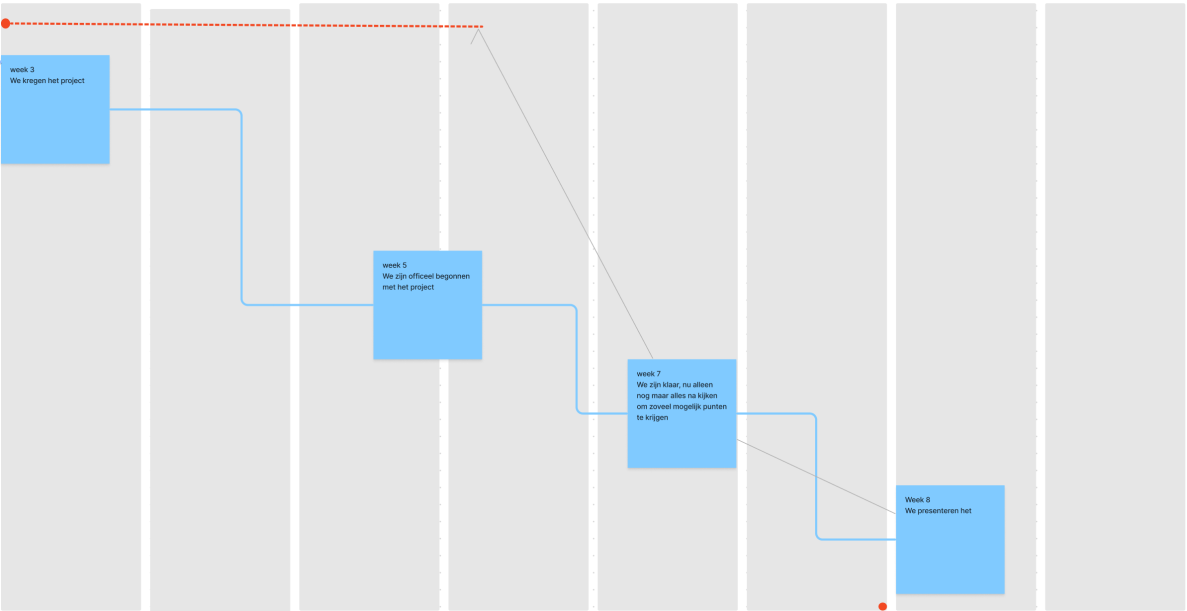 week 3
We kregen het project
week 5
We zijn officeel begonnen
met het project
week 7
We zijn klaar, nu alleen
nog maar alles na kijken
om zoveel mogelijk punten
te krijgen
Week 8
We presenteren het